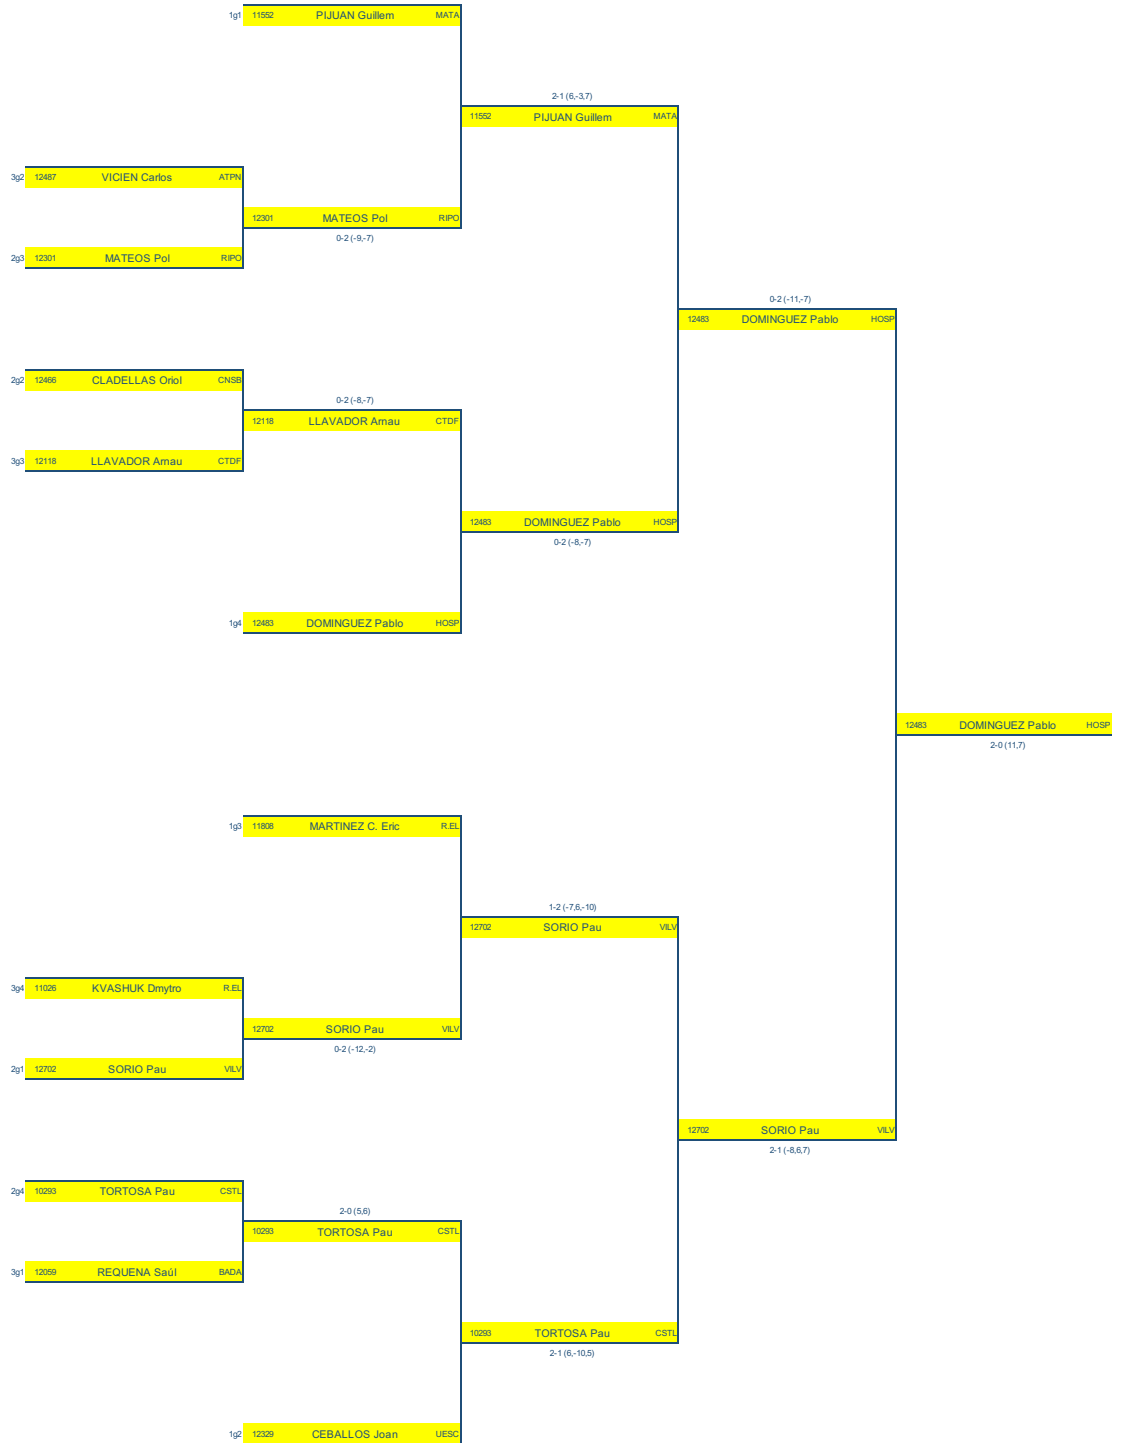 1g1 11552 PIJUAN Guillem MATA
2-1 (6,-3,7)
11552 PIJUAN Guillem MATA
3g2 12487 VICIEN Carlos ATPN
12301 MATEOS Pol RIPO
0-2 (-9,-7)
2g3 12301 MATEOS Pol RIPO
0-2 (-11,-7)
12483 DOMINGUEZ Pablo HOSP
2g2 12466 CLADELLAS Oriol CNSB
0-2 (-8,-7)
12118 LLAVADOR Arnau CTDF
3g3 12118 LLAVADOR Arnau CTDF
12483 DOMINGUEZ Pablo HOSP
0-2 (-8,-7)
1g4 12483 DOMINGUEZ Pablo HOSP
12483 DOMINGUEZ Pablo HOSP
2-0 (11,7)
1g3 11808 MARTINEZ C. Eric R.EL
1-2 (-7,6,-10)
12702 SORIO Pau VILV
3g4 11026 KVASHUK Dmytro R.EL
12702 SORIO Pau VILV
0-2 (-12,-2)
2g1 12702 SORIO Pau VILV
12702 SORIO Pau VILV
2-1 (-8,6,7)
2g4 10293 TORTOSA Pau CSTL
2-0 (5,6)
10293 TORTOSA Pau CSTL
3g1 12059 REQUENA Saúl BADA
10293 TORTOSA Pau CSTL
2-1 (6,-10,5)
1g2 12329 CEBALLOS Joan UESC